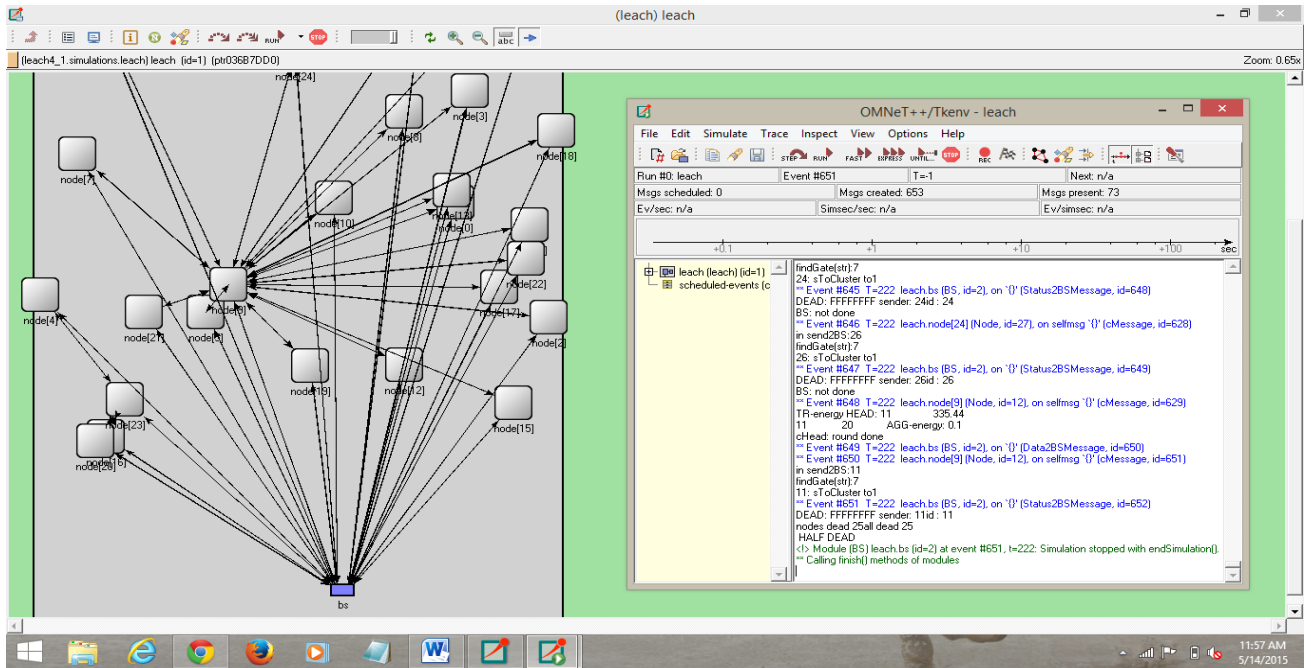 (leach) leach
STOP
abc
(leach4_1.simulations.leach) leach (id=1) (ptr036B7DD0)
Zoom: 0.65x
node[24]
node[3]
node[8]
node[18]
node[7]
node[10]
node[13]
node[0]
node[22]
node[17]
node[9]
node[4]
node[21]
node[2]
node[19]
node[12]
node[23]
node[15]
node[16]
node[20]
bs
OMNeT++/Tkenv - leach
File Edit Simulate Trace Inspect View Options Help
STEP RUN FAST EXPRESS UNTIL... STOP REC
Run #0: leach Event #651 T=-1 Next: n/a
Msgs scheduled: 0 Msgs created: 653 Msgs present: 73
Ev/sec: n/a Simsec/sec: n/a Ev/simsec: n/a
+0.1 +1 +10 +100 sec
leach (leach) (id=1)
scheduled-events (c
findGate(str):7
24: sToCluster to1
** Event #645 T=222 leach.bs (BS, id=2), on `{}' (Status2BSMessage, id=648)
DEAD: FFFFFFFF sender: 24id : 24
BS: not done
** Event #646 T=222 leach.node[24] (Node, id=27), on selfmsg `{}' (cMessage, id=628)
in send2BS:26
findGate(str):7
26: sToCluster to1
** Event #647 T=222 leach.bs (BS, id=2), on `{}' (Status2BSMessage, id=649)
DEAD: FFFFFFFF sender: 26id : 26
BS: not done
** Event #648 T=222 leach.node[9] (Node, id=12), on selfmsg `{}' (cMessage, id=629)
TR-energy HEAD: 11 335.44
11 20 AGG-energy: 0.1
cHead: round done
** Event #649 T=222 leach.bs (BS, id=2), on `{}' (Data2BSMessage, id=650)
** Event #650 T=222 leach.node[9] (Node, id=12), on selfmsg `{}' (cMessage, id=651)
in send2BS:11
findGate(str):7
11: sToCluster to1
** Event #651 T=222 leach.bs (BS, id=2), on `{}' (Status2BSMessage, id=652)
DEAD: FFFFFFFF sender: 11id : 11
nodes dead 25all dead 25
HALF DEAD
<!> Module (BS) leach.bs (id=2) at event #651, t=222: Simulation stopped with endSimulation().
** Calling finish() methods of modules
11:57 AM
5/14/2015